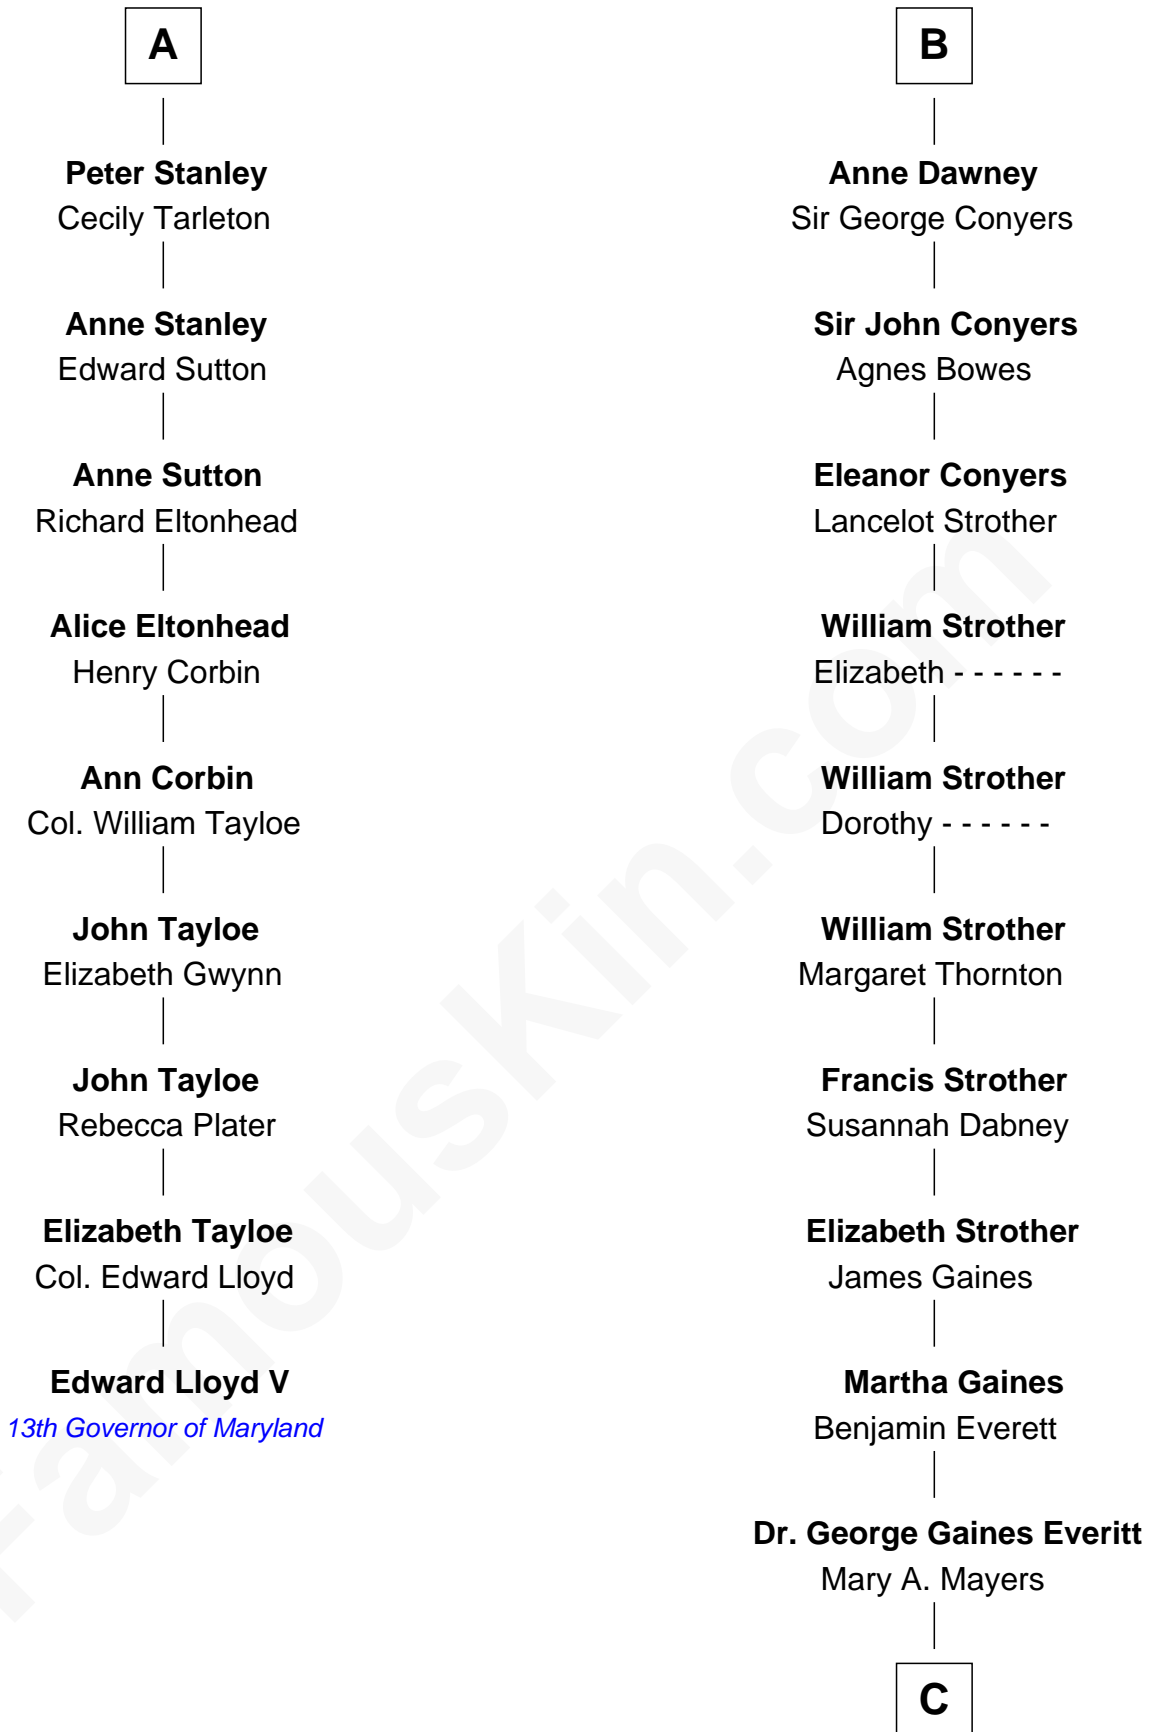 A
Peter Stanley
Cecily Tarleton
Anne Stanley
Edward Sutton
Anne Sutton
Richard Eltonhead
Alice Eltonhead
Henry Corbin
Ann Corbin
Col. William Tayloe
John Tayloe
Elizabeth Gwynn
John Tayloe
Rebecca Plater
Elizabeth Tayloe
Col. Edward Lloyd
Edward Lloyd V
13th Governor of Maryland
B
Anne Dawney
Sir George Conyers
Sir John Conyers
Agnes Bowes
Eleanor Conyers
Lancelot Strother
William Strother
Elizabeth - - - - - -
William Strother
Dorothy - - - - - -
William Strother
Margaret Thornton
Francis Strother
Susannah Dabney
Elizabeth Strother
James Gaines
Martha Gaines
Benjamin Everett
Dr. George Gaines Everitt
Mary A. Mayers
C
FamousKin.com